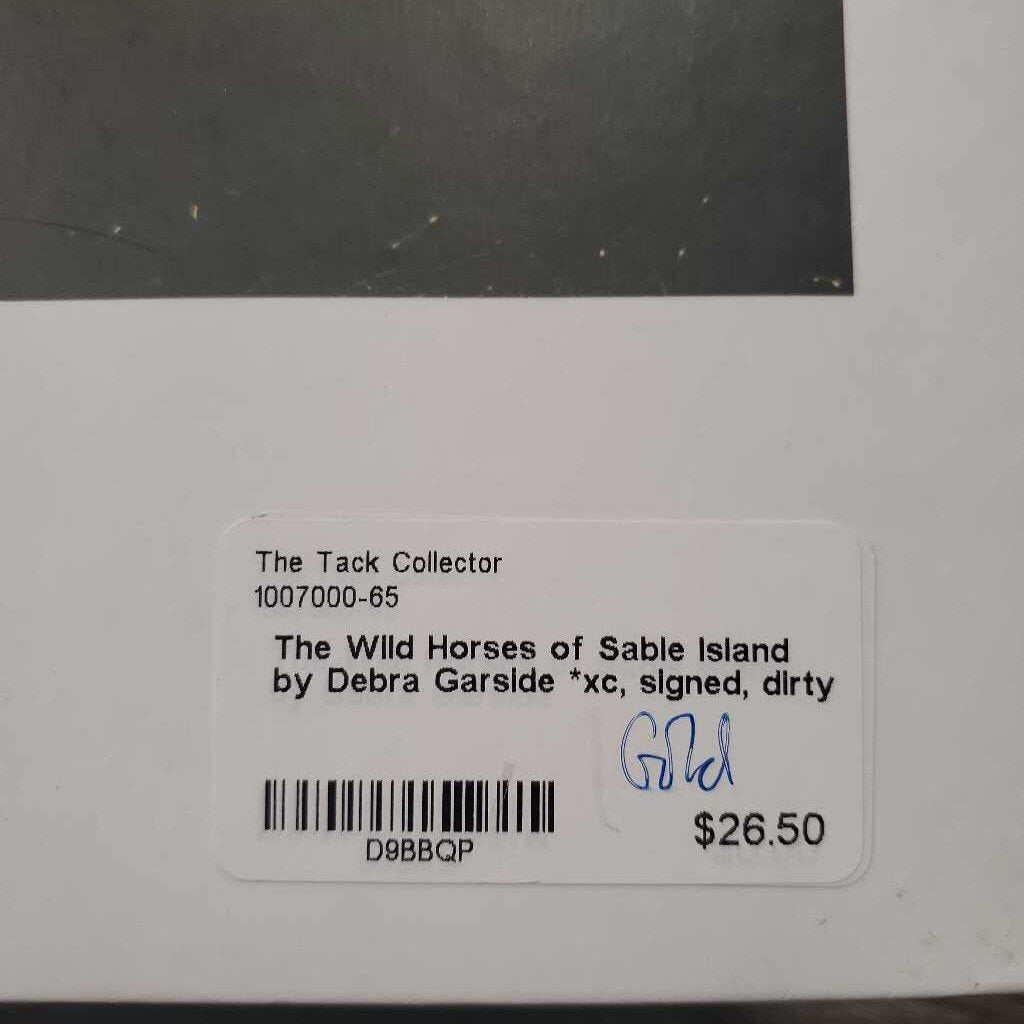 The Tack Collector
1007000-65
The Wild Horses of Sable Island
by Debra Garside *xc, signed, dirty
Gold
$26.50
D9BBQP